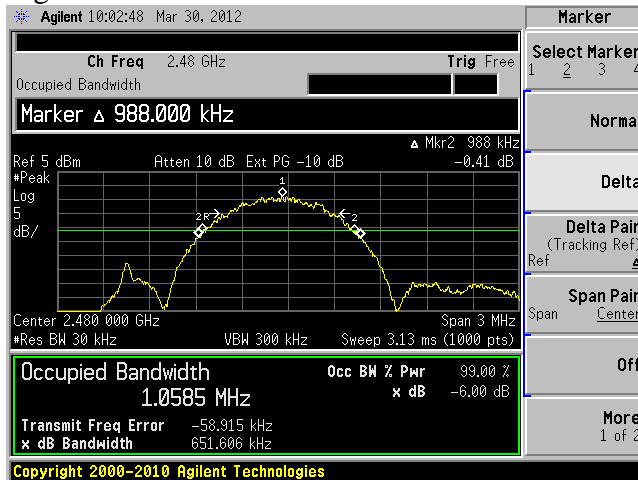 Agilent 10:02:48 Mar 30, 2012
Marker
Select Marker
1 2 3 4
Ch Freq 2.48 GHz Trig Free
Occupied Bandwidth
Marker Δ 988.000 kHz
Norma
Δ Mkr2 988 kHz
Ref 5 dBm Atten 10 dB Ext PG -10 dB -0.41 dB
#Peak
Log
5
dB/
1
2R
2
Delta
Delta Pair
(Tracking Ref)
Ref Δ
Span Pair
Span Center
Center 2.480 000 GHz Span 3 MHz
#Res BW 30 kHz VBW 300 kHz Sweep 3.13 ms (1000 pts)
Off
Occupied Bandwidth Occ BW % Pwr 99.00 %
1.0585 MHz x dB -6.00 dB
Transmit Freq Error -58.915 kHz
x dB Bandwidth 651.606 kHz
More
1 of 2
Copyright 2000-2010 Agilent Technologies